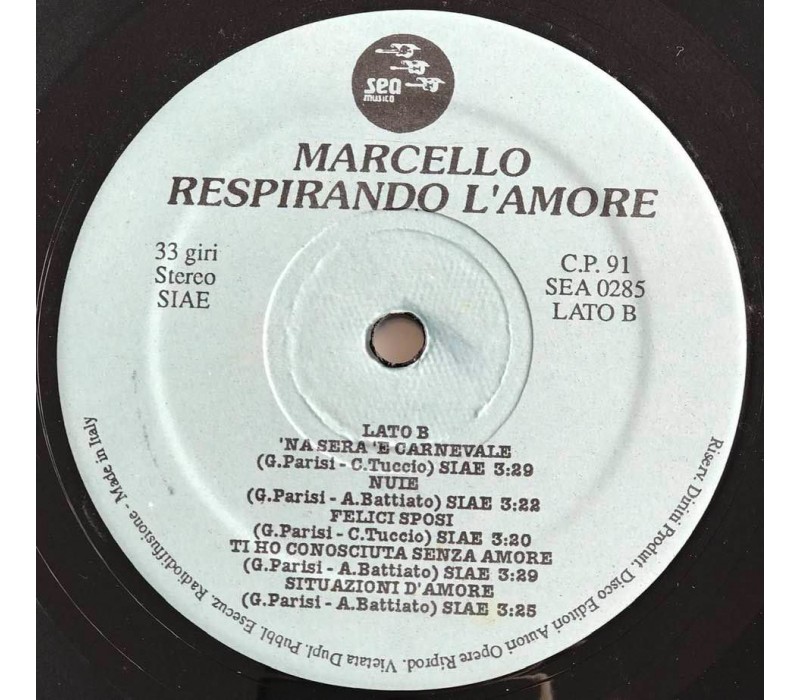 sea
musica
MARCELLO
RESPIRANDO L'AMORE
33 giri
Stereo
SIAE
C.P. 91
SEA 0285
LATO B
LATO B
'NA SERA 'E CARNEVALE
(G.Parisi - C.Tuccio) SIAE 3:29
NUIE
(G.Parisi - A.Battiato) SIAE 3:22
FELICI SPOSI
(G.Parisi - C.Tuccio) SIAE 3:20
TI HO CONOSCIUTA SENZA AMORE
(G.Parisi - A.Battiato) SIAE 3:29
SITUAZIONI D'AMORE
(G.Parisi - A.Battiato) SIAE 3:25
Riserv. Diritti Produtt. Disco Editori Autori Opere Riprod. Vietata Dupl. Pubbl. Esecuz. Radiodiffusione - Made in Italy